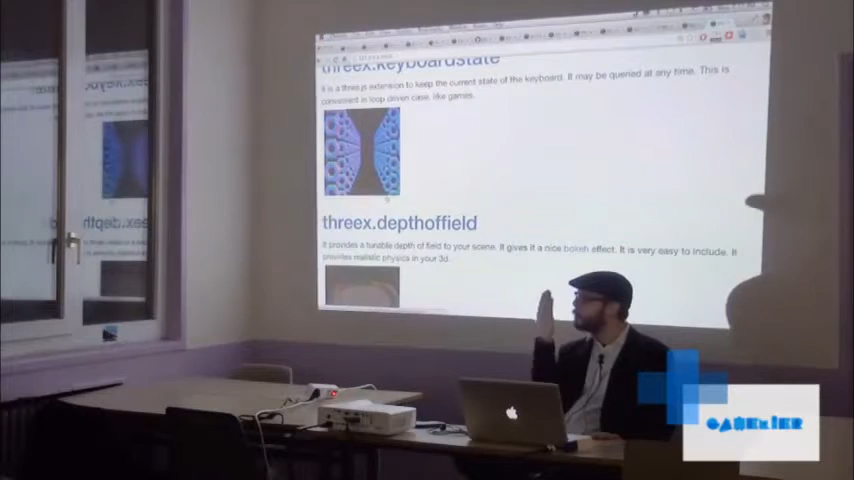 threex.keyboardstate
It is a three.js extension to keep the current state of the keyboard. It may be queried at any time. This is
convenient in loop driven case, like games.
threex.depthoffield
It provides a tunable depth of field to your scene. It gives it a nice bokeh effect. It is very easy to include. It
provides realistic physics in your 3d.